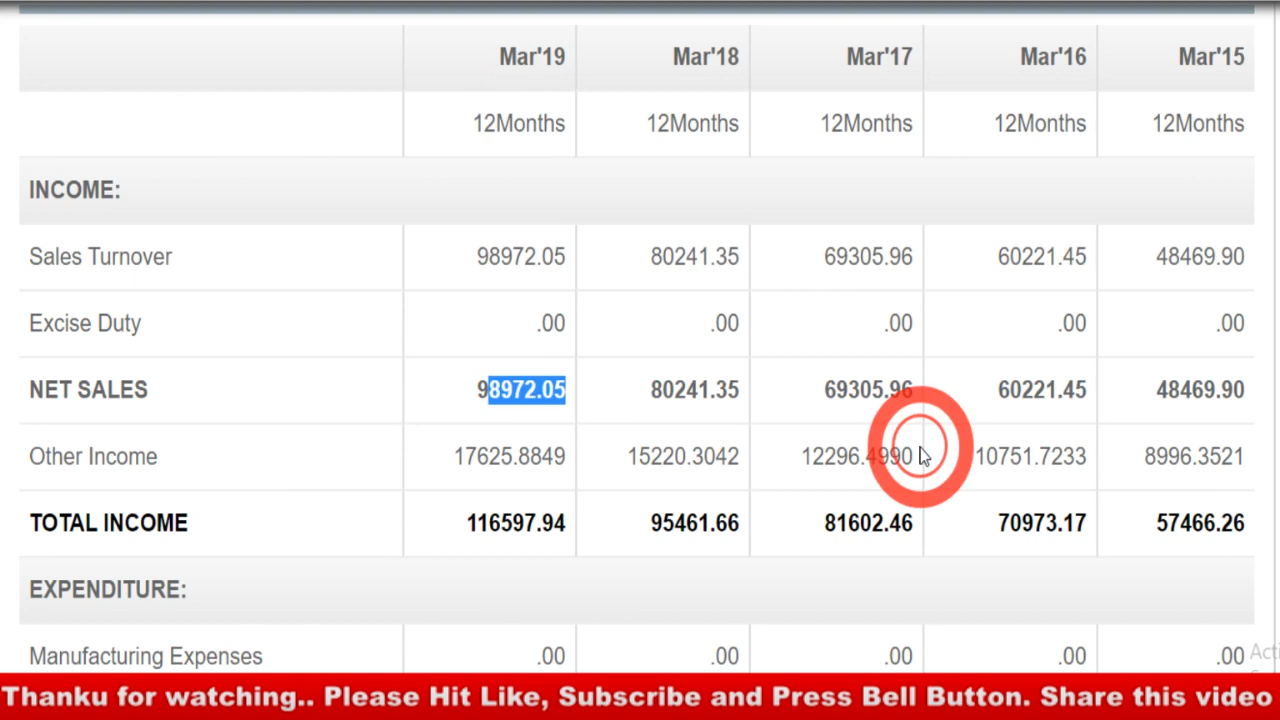 Mar'19 Mar'18 Mar'17 Mar'16 Mar'15
12Months 12Months 12Months 12Months 12Months
INCOME:
Sales Turnover 98972.05 80241.35 69305.96 60221.45 48469.90
Excise Duty .00 .00 .00 .00 .00
NET SALES 98972.05 80241.35 69305.96 60221.45 48469.90
Other Income 17625.8849 15220.3042 12296.4990 10751.7233 8996.3521
TOTAL INCOME 116597.94 95461.66 81602.46 70973.17 57466.26
EXPENDITURE:
Manufacturing Expenses .00 .00 .00 .00 .00
Thanku for watching.. Please Hit Like, Subscribe and Press Bell Button. Share this video